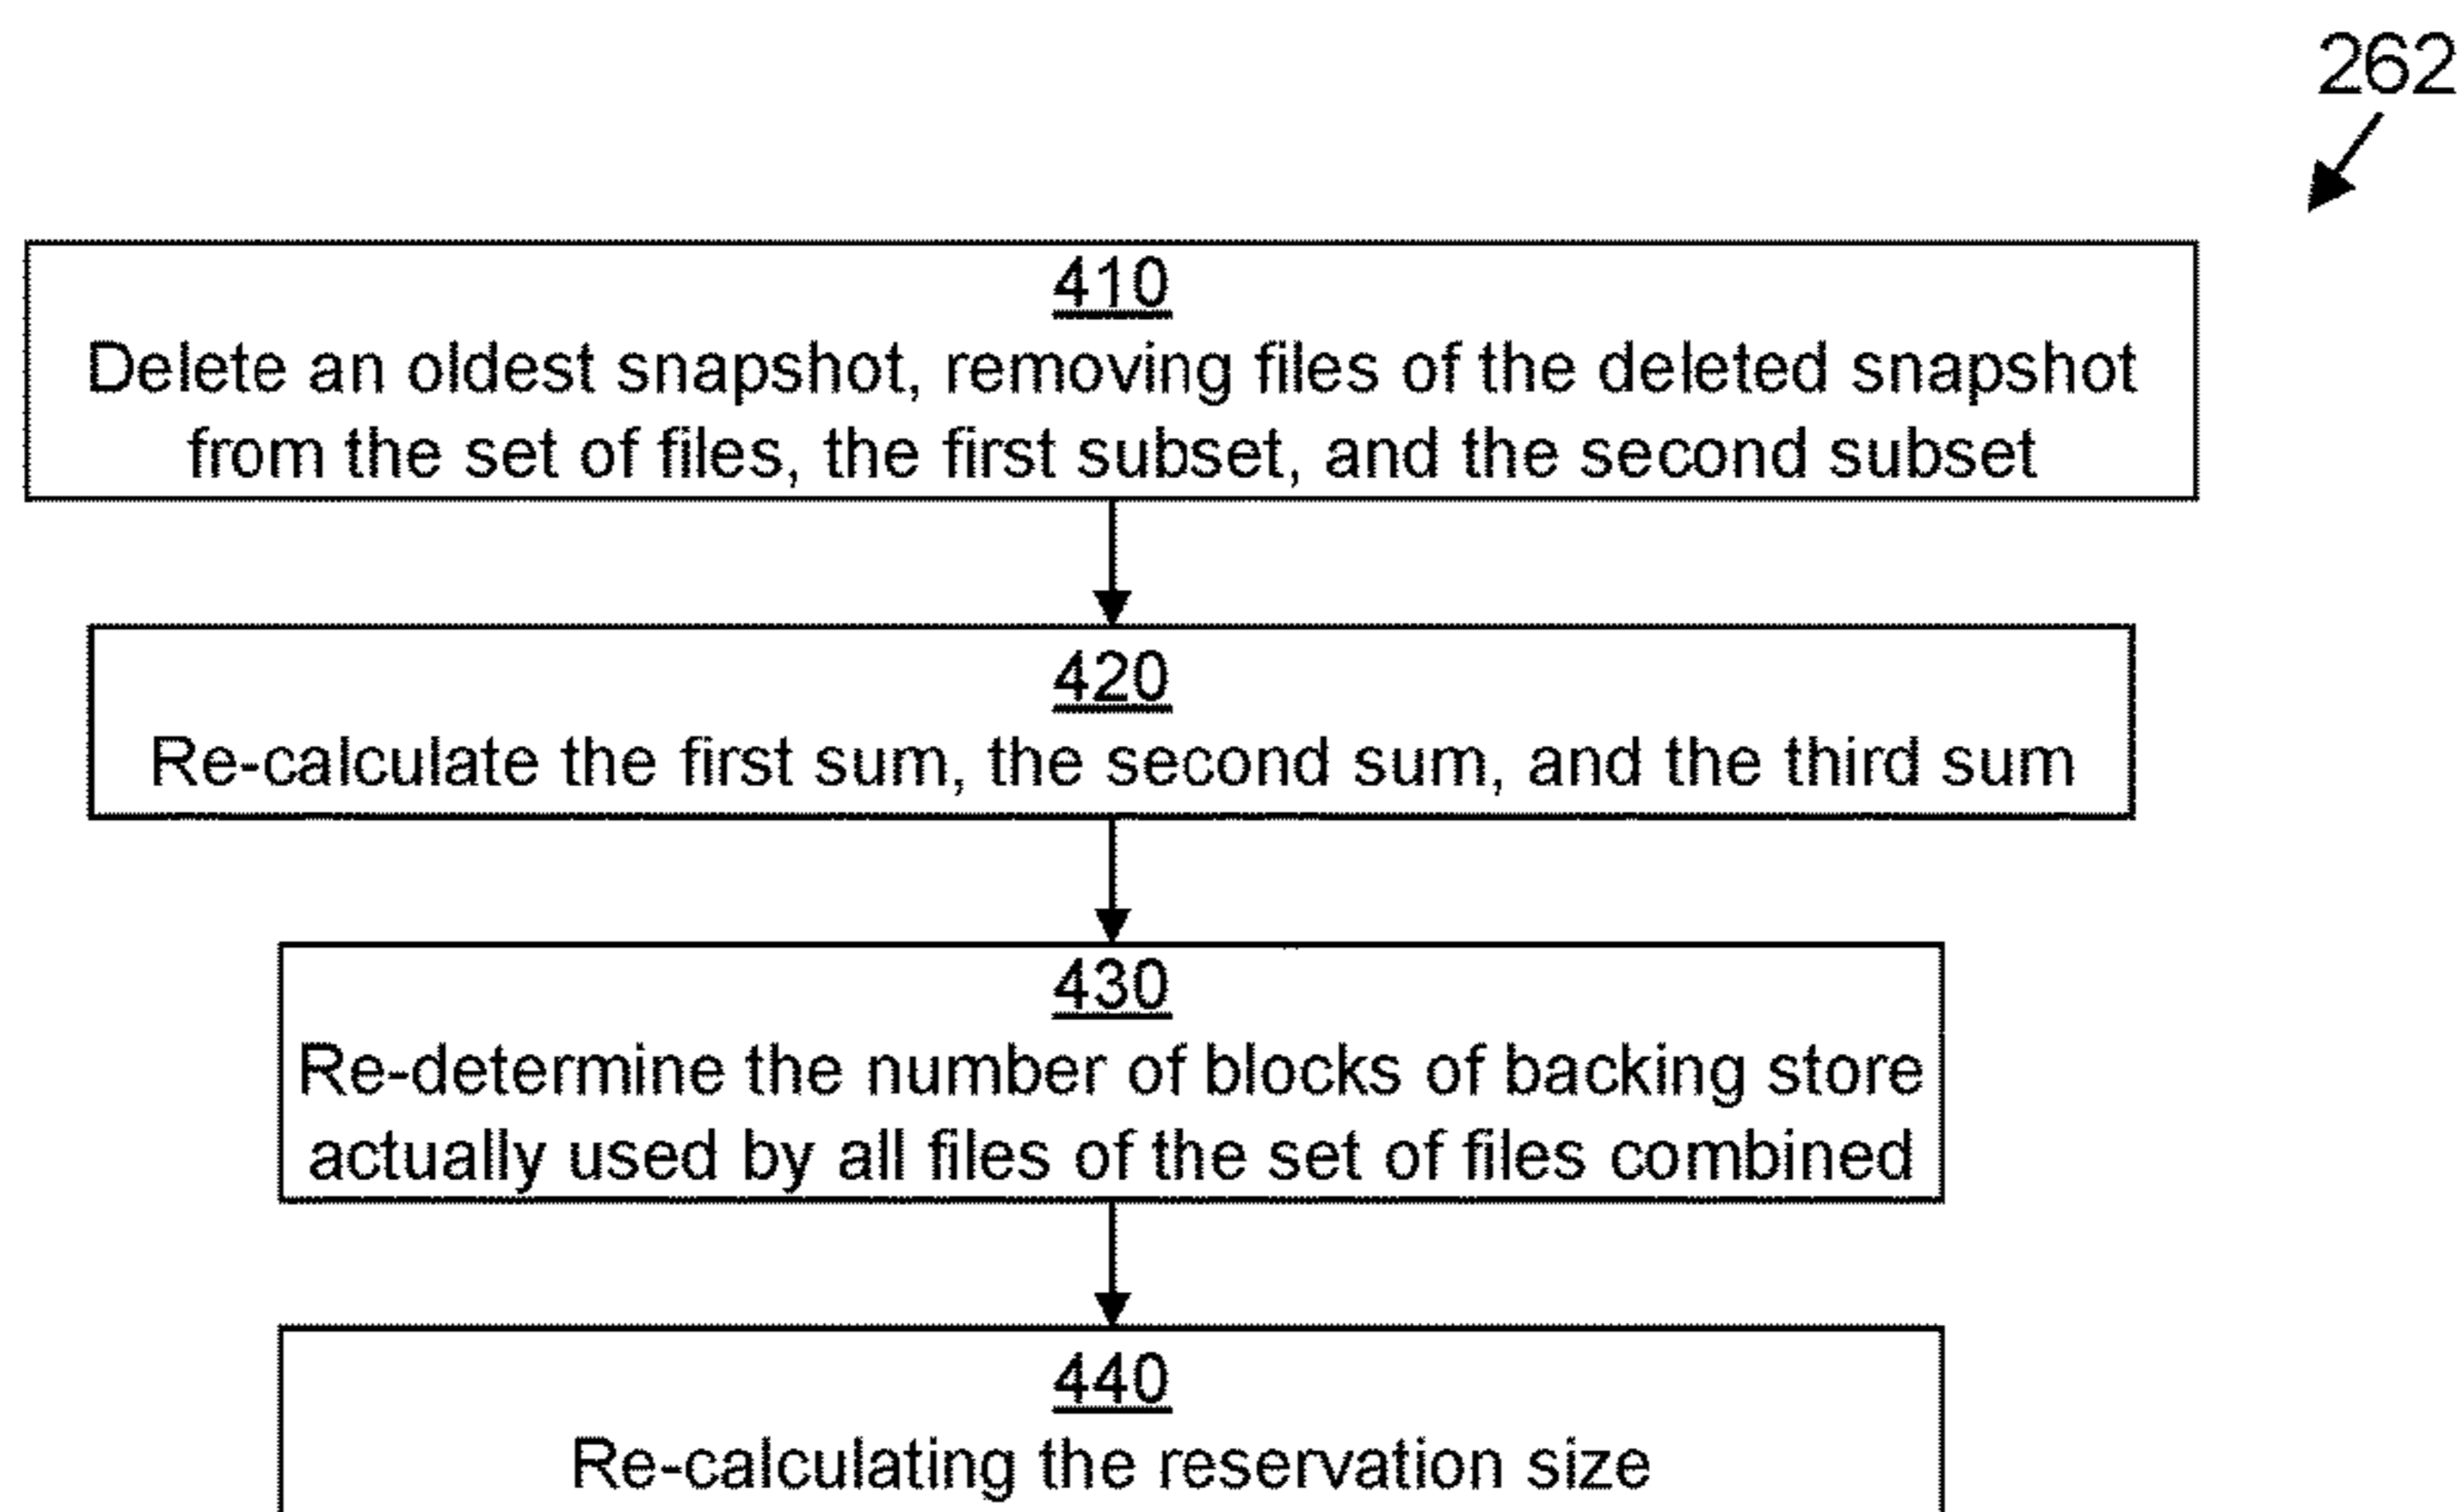 262
410
Delete an oldest snapshot, removing files of the deleted snapshot
from the set of files, the first subset, and the second subset
420
Re-calculate the first sum, the second sum, and the third sum
430
Re-determine the number of blocks of backing store
actually used by all files of the set of files combined
440
Re-calculating the reservation size